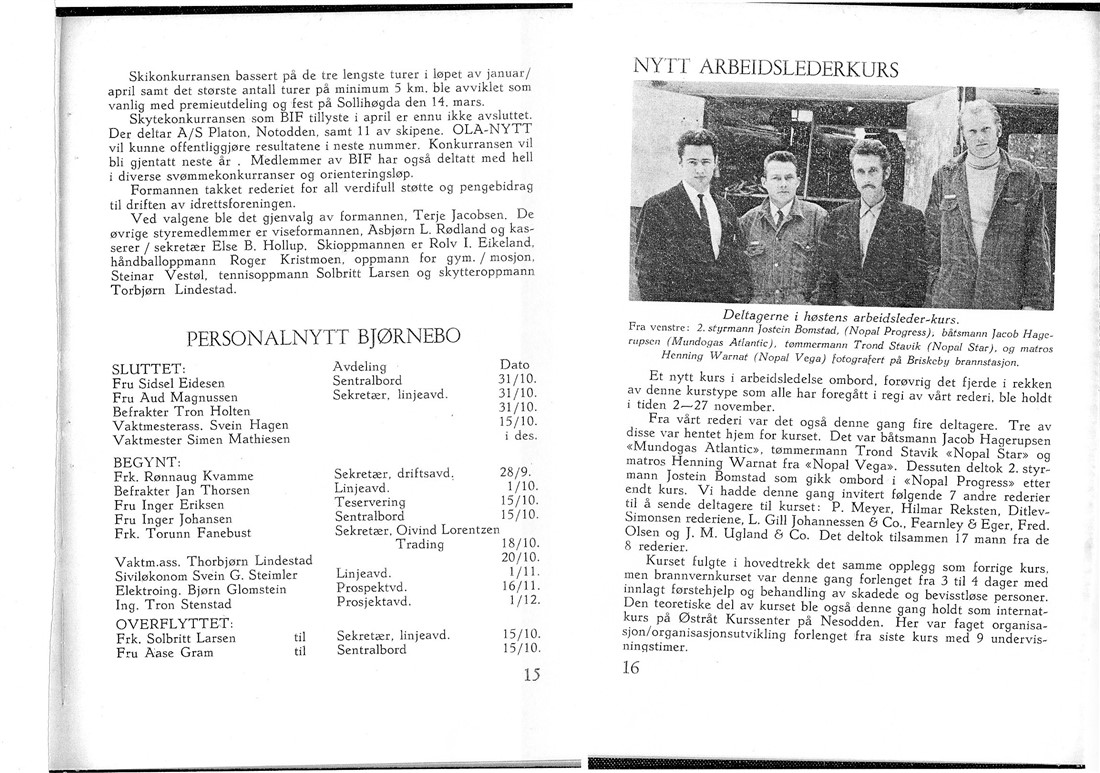 Skikonkurransen bassert på de tre lengste turer i løpet av januar/
april samt det største antall turer på minimum 5 km. ble avviklet som
vanlig med premieutdeling og fest på Sollihøgda den 14. mars.
Skytekonkurransen som BIF tillyste i april er ennu ikke avsluttet.
Der deltar A/S Platon, Notodden, samt 11 av skipene. OLA-NYTT
vil kunne offentliggjøre resultatene i neste nummer. Konkurransen vil
bli gjentatt neste år . Medlemmer av BIF har også deltatt med hell
i diverse svømmekonkurranser og orienteringsløp.
Formannen takket rederiet for all verdifull støtte og pengebidrag
til driften av idrettsforeningen.
Ved valgene ble det gjenvalg av formannen, Terje Jacobsen. De
øvrige styremedlemmer er viseformannen, Asbjørn L. Rødland og kas-
serer / sekretær Else B. Hollup. Skioppmannen er Rolv I. Eikeland,
håndballoppmann Roger Kristmoen, oppmann for gym. / mosjon,
Steinar Vestøl, tennisoppmann Solbritt Larsen og skytteroppmann
Torbjørn Lindestad.
PERSONALNYTT BJØRNEBO
SLUTTET: Avdeling Dato
Fru Sidsel Eidesen Sentralbord 31/10.
Fru Aud Magnussen Sekretær, linjeavd. 31/10.
Befrakter Tron Holten 31/10.
Vaktmesterass. Svein Hagen 15/10.
Vaktmester Simen Mathiesen i des.
BEGYNT:
Frk. Rønnaug Kvamme Sekretær, driftsavd. 28/9.
Befrakter Jan Thorsen Linjeavd. 1/10.
Fru Inger Eriksen Teservering 15/10.
Fru Inger Johansen Sentralbord 15/10.
Frk. Torunn Fanebust Sekretær, Oivind Lorentzen
Trading 18/10.
Vaktm.ass. Thorbjørn Lindestad 20/10.
Siviløkonom Svein G. Steimler Linjeavd. 1/11.
Elektroing. Bjørn Glomstein Prospektvd. 16/11.
Ing. Tron Stenstad Prosjektavd. 1/12.
OVERFLYTTET:
Frk. Solbritt Larsen til Sekretær, linjeavd. 15/10.
Fru Aase Gram til Sentralbord 15/10.
15
NYTT ARBEIDSLEDERKURS
Deltagerne i høstens arbeidsleder-kurs.
Fra venstre: 2. styrmann Jostein Bomstad, (Nopal Progress), båtsmann Jacob Hage-
rupsen (Mundogas Atlantic), tømmermann Trond Stavik (Nopal Star), og matros
Henning Warnat (Nopal Vega) fotografert på Briskeby brannstasjon.
Et nytt kurs i arbeidsledelse ombord, forøvrig det fjerde i rekken
av denne kurstype som alle har foregått i regi av vårt rederi, ble holdt
i tiden 2—27 november.
Fra vårt rederi var det også denne gang fire deltagere. Tre av
disse var hentet hjem for kurset. Det var båtsmann Jacob Hagerupsen
«Mundogas Atlantic», tømmermann Trond Stavik «Nopal Star» og
matros Henning Warnat fra «Nopal Vega». Dessuten deltok 2. styr-
mann Jostein Bomstad som gikk ombord i «Nopal Progress» etter
endt kurs. Vi hadde denne gang invitert følgende 7 andre rederier
til å sende deltagere til kurset: P. Meyer, Hilmar Reksten, Ditlev-
Simonsen rederiene, L. Gill Johannessen & Co., Fearnley & Eger, Fred.
Olsen og J. M. Ugland & Co. Det deltok tilsammen 17 mann fra de
8 rederier.
Kurset fulgte i hovedtrekk det samme opplegg som forrige kurs,
men brannvernkurset var denne gang forlenget fra 3 til 4 dager med
innlagt førstehjelp og behandling av skadede og bevisstløse personer.
Den teoretiske del av kurset ble også denne gang holdt som internat-
kurs på Østråt Kurssenter på Nesodden. Her var faget organisa-
sjon/organisasjonsutvikling forlenget fra siste kurs med 9 undervis-
ningstimer.
16